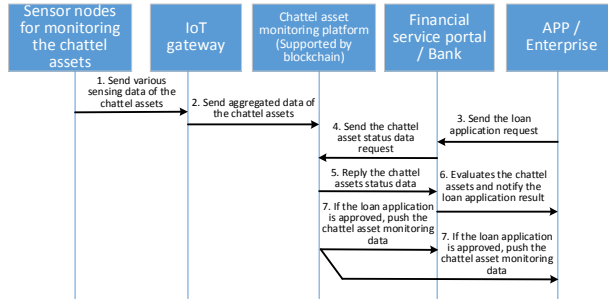 Sensor nodes
for monitoring
the chattel
assets
IoT
gateway
Chattel asset
monitoring platform
(Supported by
blockchain)
Financial
service portal
/ Bank
APP /
Enterprise
1. Send various
sensing data of the
chattel assets
2. Send aggregated data of
the chattel assets
3. Send the loan
application request
4. Send the chattel
asset status data
request
5. Reply the chattel
assets status data
6. Evaluates the chattel
assets and notify the
loan application result
7. If the loan application
is approved, push the
chattel asset monitoring
data
7. If the loan application
is approved, push the
chattel asset monitoring
data